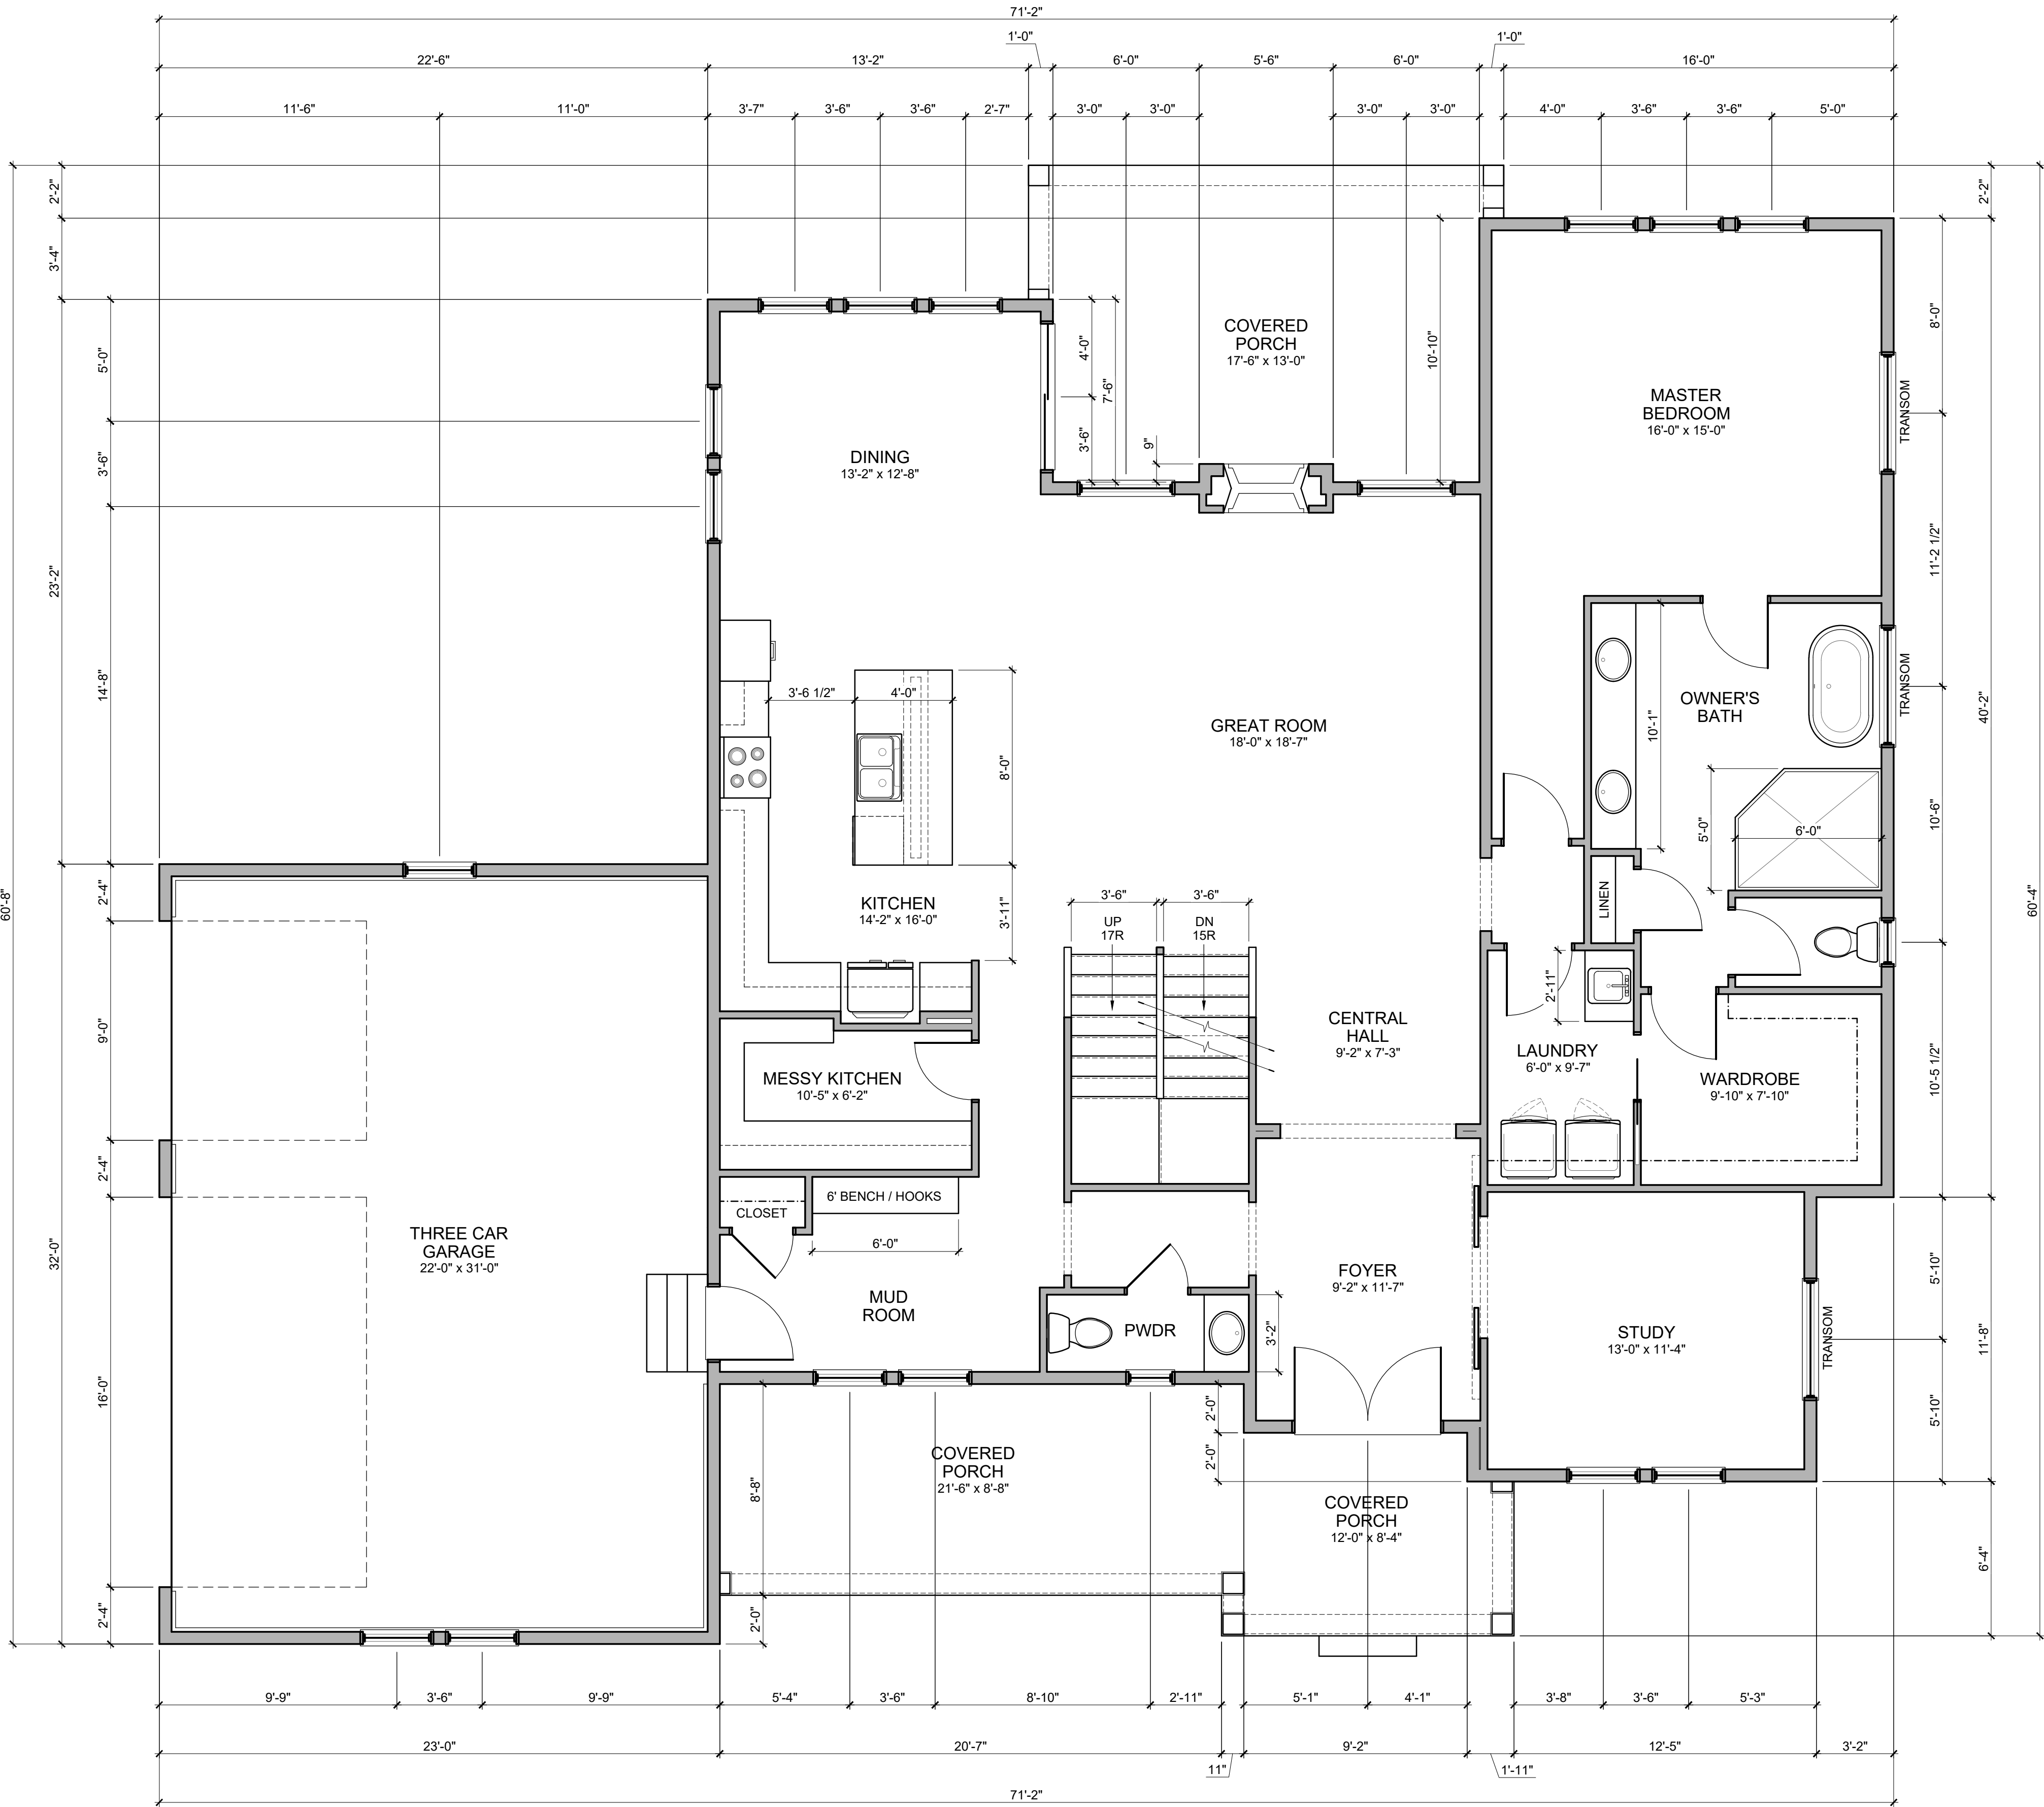 71'-2"
1'-0"
1'-0"
22'-6"
13'-2"
6'-0"
5'-6"
6'-0"
16'-0"
11'-6"
11'-0"
3'-7"
3'-6"
3'-6"
2'-7"
3'-0"
3'-0"
3'-0"
3'-0"
4'-0"
3'-6"
3'-6"
5'-0"
2'-2"
2'-2"
3'-4"
8'-0"
COVERED
PORCH
17'-6" x 13'-0"
4'-0"
7'-6"
10'-10"
5'-0"
MASTER
BEDROOM
16'-0" x 15'-0"
TRANSOM
3'-6"
9"
3'-6"
DINING
13'-2" x 12'-8"
11'-2 1/2"
23'-2"
14'-8"
3'-6 1/2"
4'-0"
8'-0"
GREAT ROOM
18'-0" x 18'-7"
OWNER'S
BATH
10'-1"
TRANSOM
40'-2"
5'-0"
6'-0"
10'-6"
60'-8"
60'-4"
2'-4"
KITCHEN
14'-2" x 16'-0"
3'-11"
3'-6"
3'-6"
UP
17R
DN
15R
LINEN
2'-11"
9'-0"
CENTRAL
HALL
9'-2" x 7'-3"
LAUNDRY
6'-0" x 9'-7"
WARDROBE
9'-10" x 7'-10"
10'-5 1/2"
MESSY KITCHEN
10'-5" x 6'-2"
2'-4"
6' BENCH / HOOKS
CLOSET
6'-0"
THREE CAR
GARAGE
22'-0" x 31'-0"
32'-0"
FOYER
9'-2" x 11'-7"
5'-10"
MUD
ROOM
PWDR
3'-2"
STUDY
13'-0" x 11'-4"
TRANSOM
11'-8"
16'-0"
2'-0"
5'-10"
2'-0"
COVERED
PORCH
21'-6" x 8'-8"
8'-8"
COVERED
PORCH
12'-0" x 8'-4"
6'-4"
2'-4"
2'-0"
9'-9"
3'-6"
9'-9"
5'-4"
3'-6"
8'-10"
2'-11"
5'-1"
4'-1"
3'-8"
3'-6"
5'-3"
23'-0"
20'-7"
9'-2"
12'-5"
3'-2"
11"
1'-11"
71'-2"